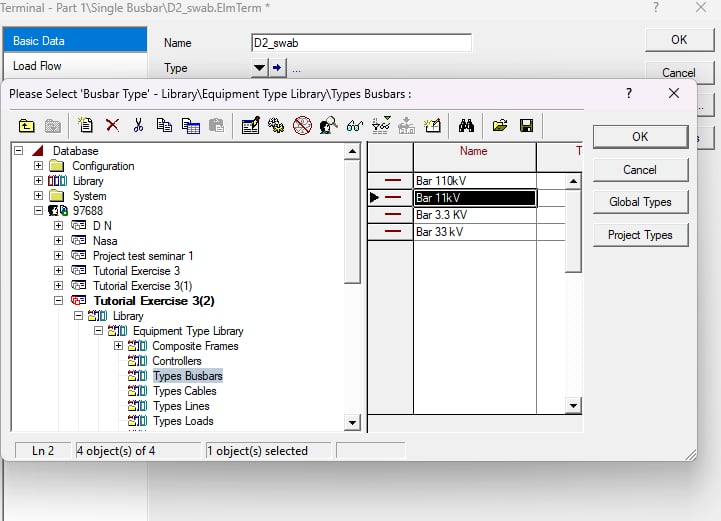 Terminal - Part 1\Single Busbar\D2_swab.ElmTerm *
?
Basic Data
Load Flow
Name
D2_swab
Type
...
OK
Cancel
Please Select 'Busbar Type' - Library\Equipment Type Library\Types Busbars :
?
Database
Configuration
Library
System
97688
D N
Nasa
Project test seminar 1
Tutorial Exercise 3
Tutorial Exercise 3(1)
Tutorial Exercise 3(2)
Library
Equipment Type Library
Composite Frames
Controllers
Types Busbars
Types Cables
Types Lines
Types Loads
Name
T
Bar 110kV
Bar 11kV
Bar 3.3 KV
Bar 33 kV
OK
Cancel
Global Types
Project Types
Ln 2
4 object(s) of 4
1 object(s) selected